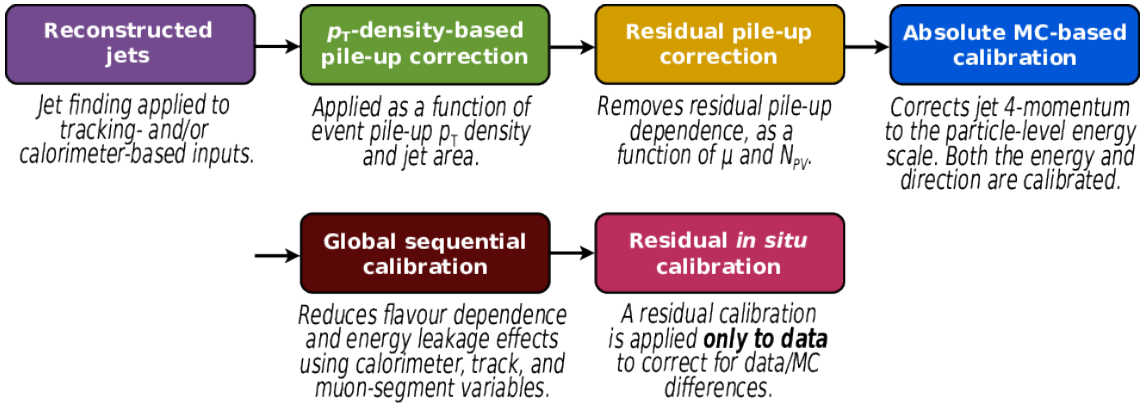 Reconstructed
jets
Jet finding applied to
tracking- and/or
calorimeter-based inputs.
pT-density-based
pile-up correction
Applied as a function of
event pile-up pT density
and jet area.
Residual pile-up
correction
Removes residual pile-up
dependence, as a
function of µ and NPV.
Absolute MC-based
calibration
Corrects jet 4-momentum
to the particle-level energy
scale. Both the energy and
direction are calibrated.
Global sequential
calibration
Reduces flavour dependence
and energy leakage effects
using calorimeter, track, and
muon-segment variables.
Residual in situ
calibration
A residual calibration
is applied only to data
to correct for data/MC
differences.